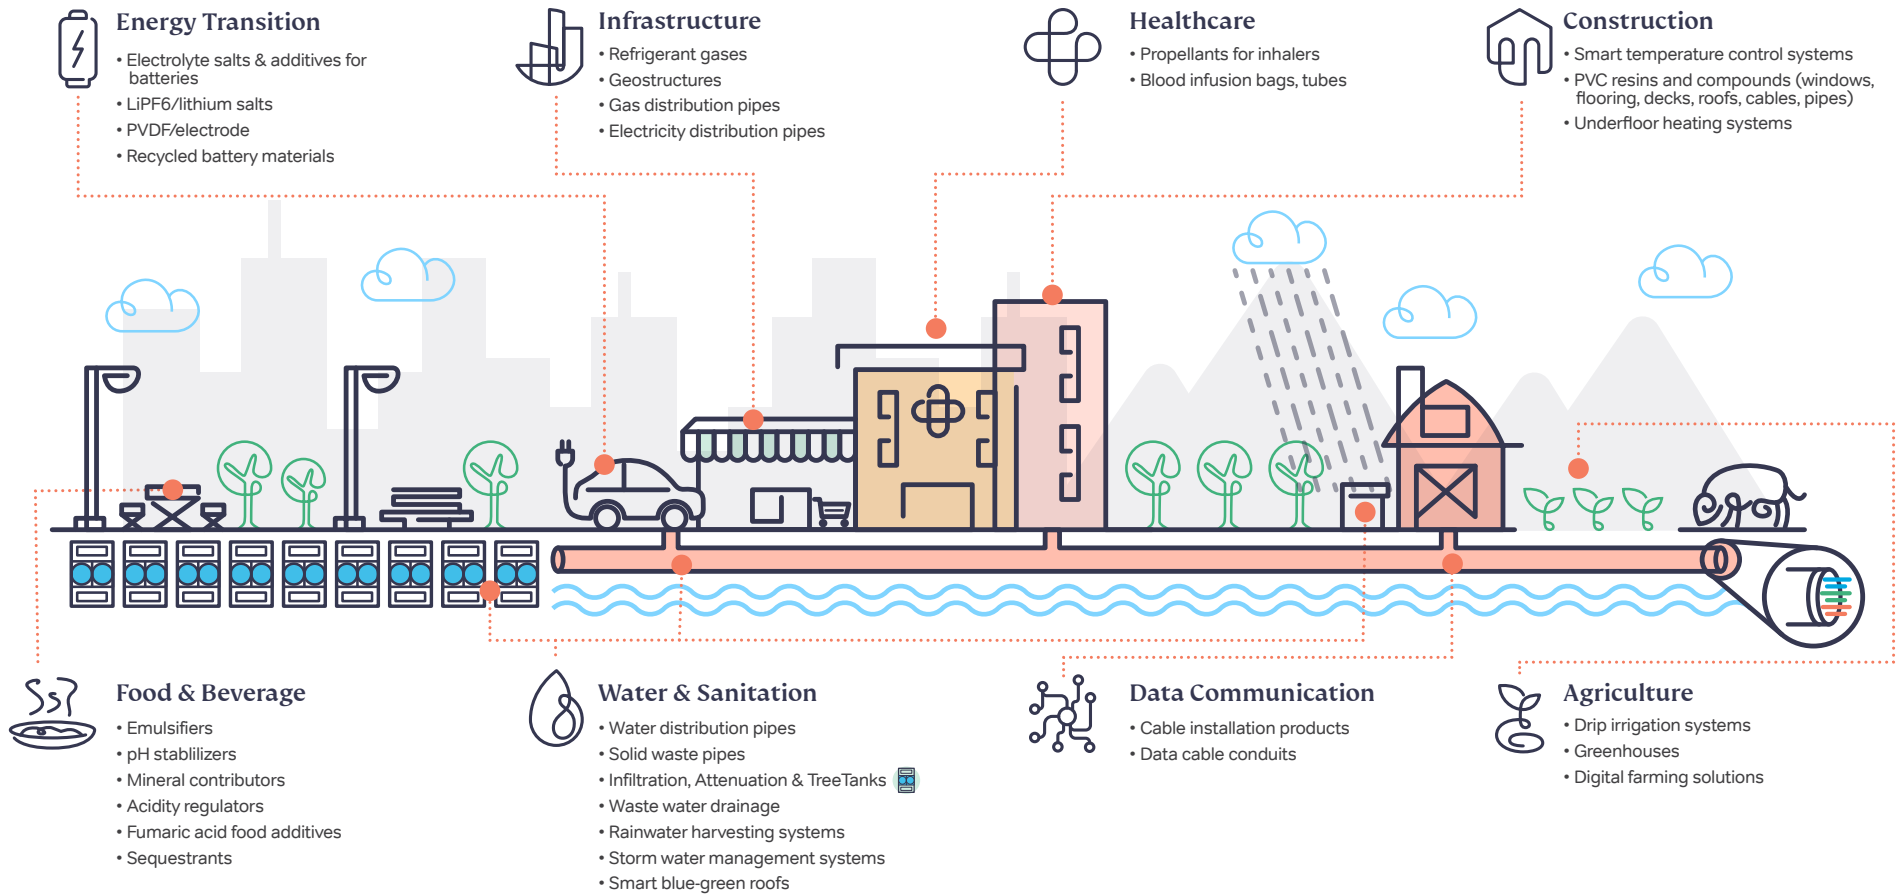 Energy Transition
• Electrolyte salts & additives for
batteries
• LiPF6/lithium salts
• PVDF/electrode
• Recycled battery materials
Infrastructure
• Refrigerant gases
• Geostructures
• Gas distribution pipes
• Electricity distribution pipes
Healthcare
• Propellants for inhalers
• Blood infusion bags, tubes
Construction
• Smart temperature control systems
• PVC resins and compounds (windows,
flooring, decks, roofs, cables, pipes)
• Underfloor heating systems
Food & Beverage
• Emulsifiers
• pH stablilizers
• Mineral contributors
• Acidity regulators
• Fumaric acid food additives
• Sequestrants
Water & Sanitation
• Water distribution pipes
• Solid waste pipes
• Infiltration, Attenuation & TreeTanks
• Waste water drainage
• Rainwater harvesting systems
• Storm water management systems
• Smart blue-green roofs
Data Communication
• Cable installation products
• Data cable conduits
Agriculture
• Drip irrigation systems
• Greenhouses
• Digital farming solutions